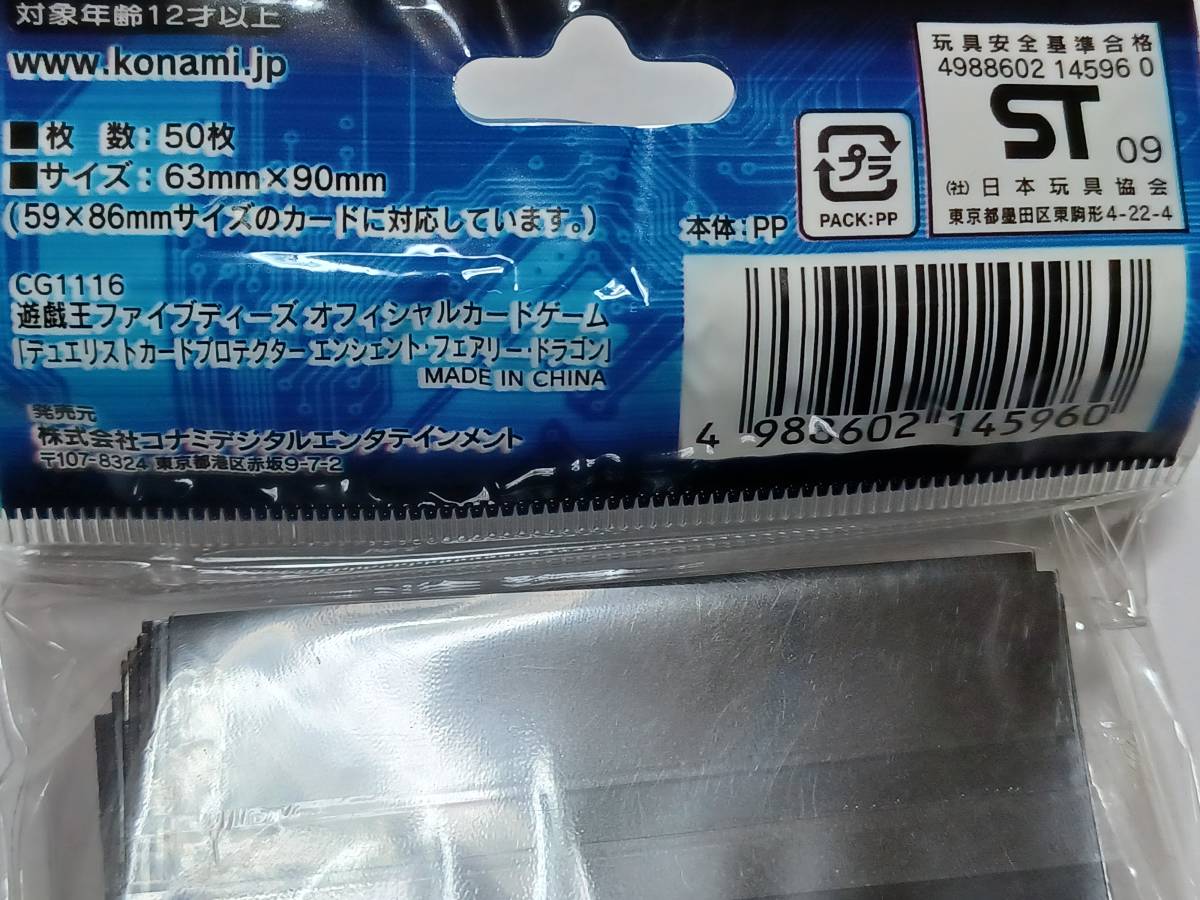 対象年齢12才以上
www.konami.jp
■枚 数：50枚
■サイズ：63mm×90mm
（59×86mmサイズのカードに対応しています。）
CG1116
遊戯王ファイブディーズ オフィシャルカードゲーム
「デュエリストカードプロテクター エンシェント・フェアリー・ドラゴン」
MADE IN CHINA
発売元
株式会社コナミデジタルエンタテインメント
〒107-8324 東京都港区赤坂9-7-2
本体：PP
プラ
PACK:PP
玩具安全基準合格
4988602 14596 0
ST 09
（社）日本玩具協会
東京都墨田区東駒形4-22-4
4 988602 145960